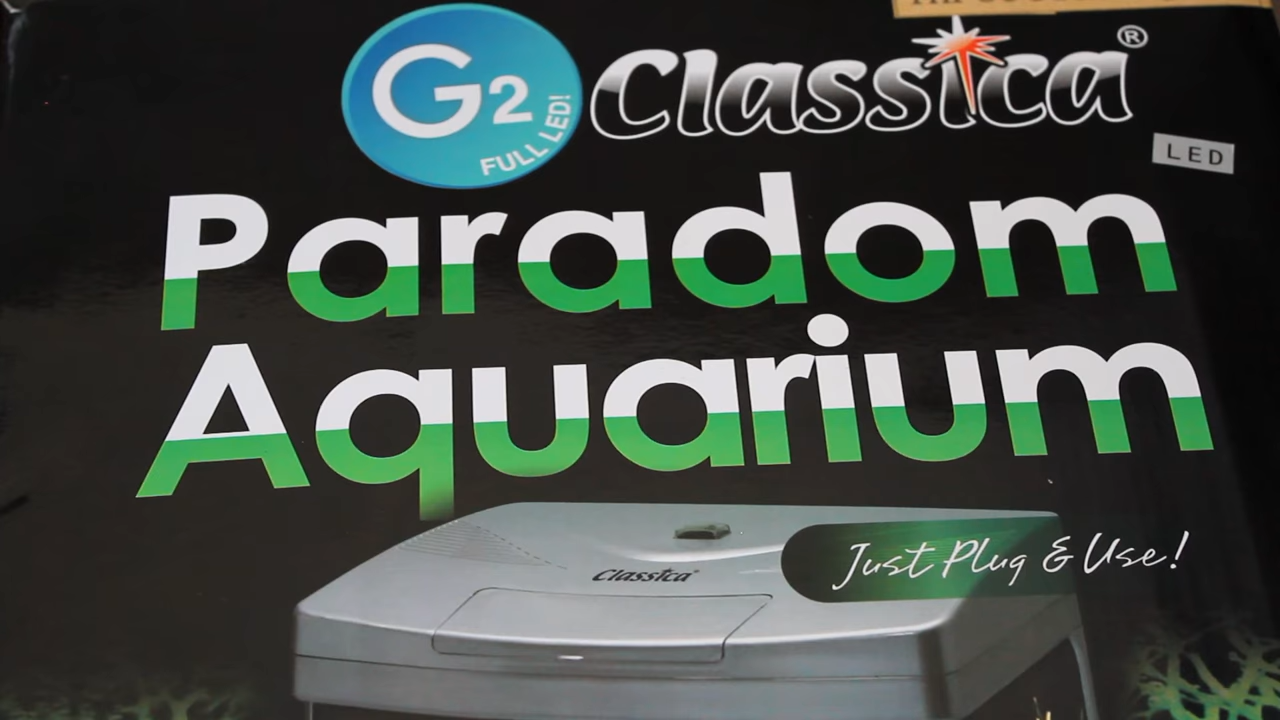 G2
FULL LED!
Classica®
LED
Paradom
Aquarium
Classica®
Just Plug & Use!